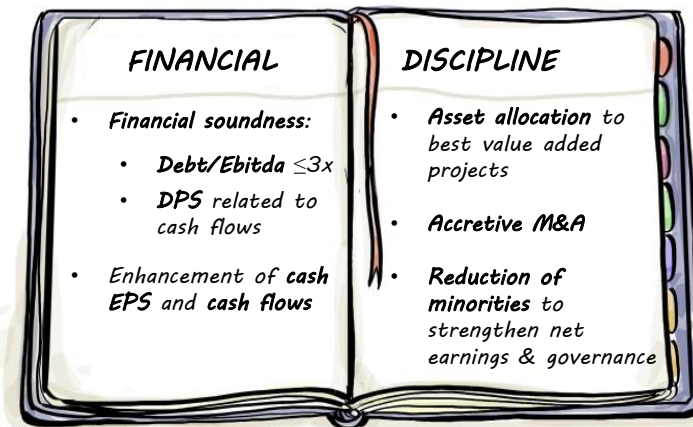 FINANCIAL
• Financial soundness:
• Debt/Ebitda ≤3x
• DPS related to
cash flows
• Enhancement of cash
EPS and cash flows
DISCIPLINE
• Asset allocation to
best value added
projects
• Accretive M&A
• Reduction of
minorities to
strengthen net
earnings & governance